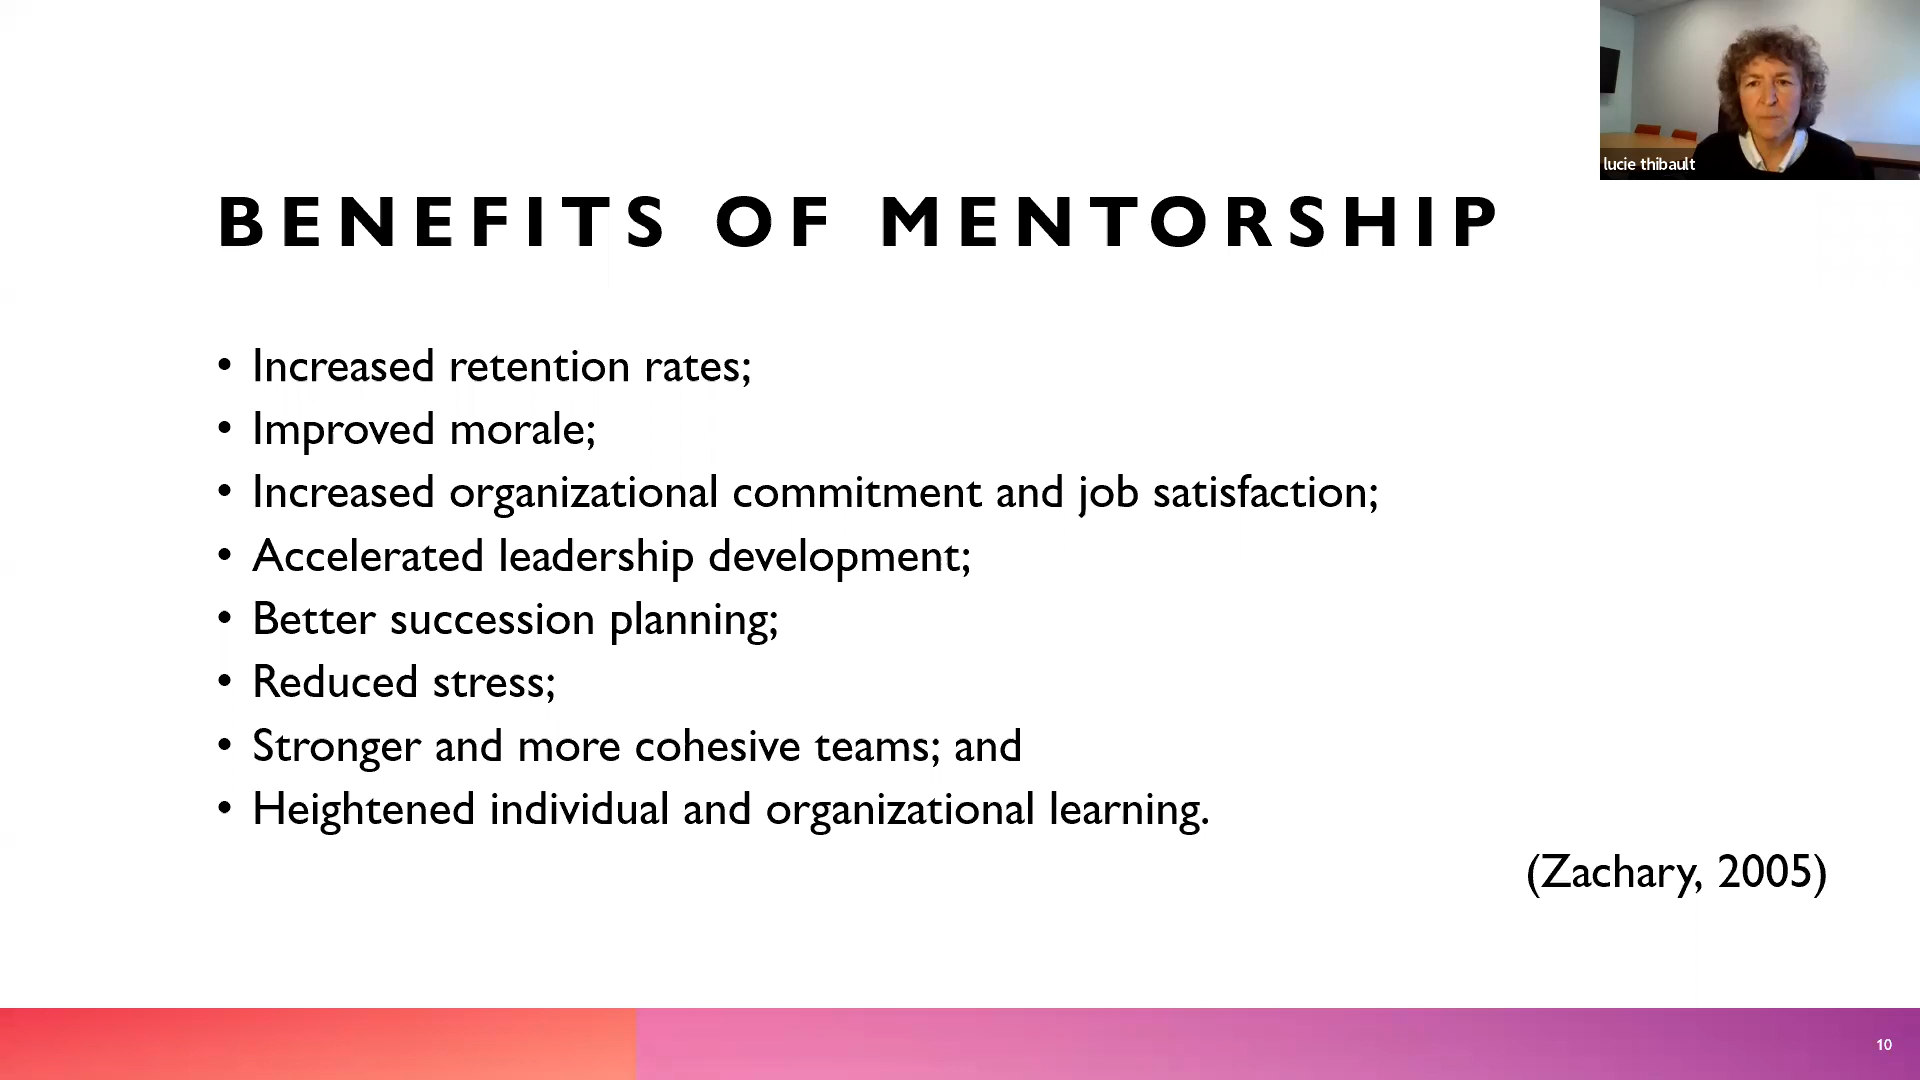 lucie thibault
BENEFITS OF MENTORSHIP
• Increased retention rates;
• Improved morale;
• Increased organizational commitment and job satisfaction;
• Accelerated leadership development;
• Better succession planning;
• Reduced stress;
• Stronger and more cohesive teams; and
• Heightened individual and organizational learning.
(Zachary, 2005)
10